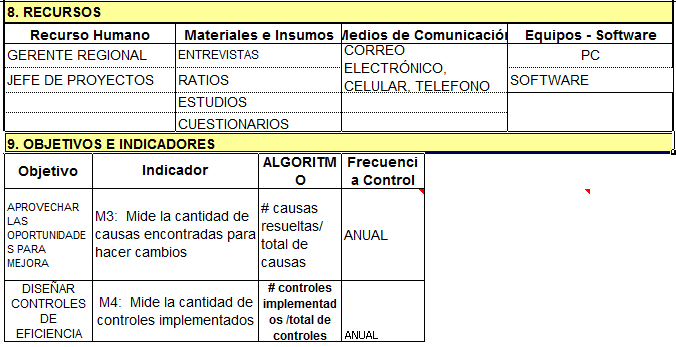 8. RECURSOS
Recurso Humano Materiales e Insumos Medios de Comunicación Equipos - Software
GERENTE REGIONAL ENTREVISTAS CORREO ELECTRÓNICO, CELULAR, TELEFONO PC
JEFE DE PROYECTOS RATIOS SOFTWARE
ESTUDIOS
CUESTIONARIOS
9. OBJETIVOS E INDICADORES
Objetivo Indicador ALGORITMO Frecuencia Control
APROVECHAR
LAS
OPORTUNIDADE
S PARA
MEJORA
M3: Mide la cantidad de
causas encontradas para
hacer cambios
# causas
resueltas/
total de
causas
ANUAL
DISEÑAR
CONTROLES
DE
EFICIENCIA
M4: Mide la cantidad de
controles implementados
# controles
implementad
os /total de
controles
ANUAL